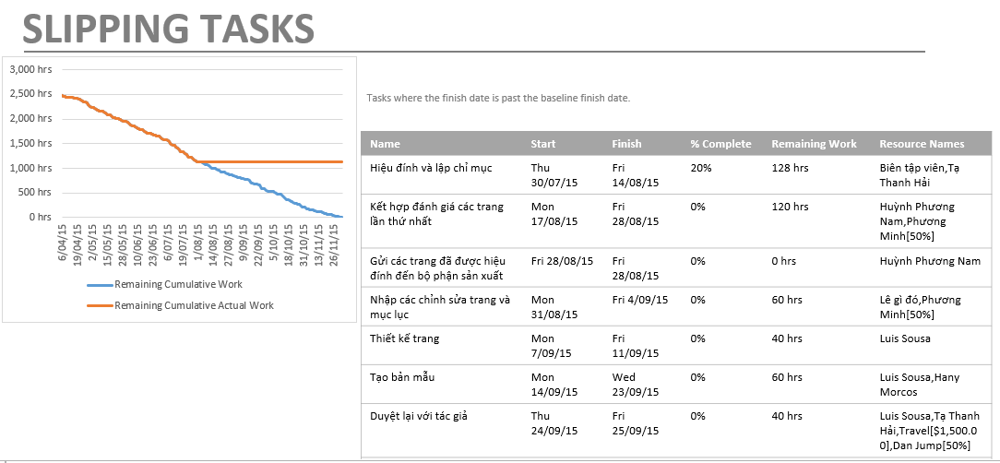 SLIPPING TASKS
3,000 hrs
2,500 hrs
2,000 hrs
1,500 hrs
1,000 hrs
500 hrs
0 hrs
6/04/15
19/04/15
2/05/15
15/05/15
28/05/15
10/06/15
23/06/15
6/07/15
19/07/15
1/08/15
14/08/15
27/08/15
9/09/15
22/09/15
5/10/15
18/10/15
31/10/15
13/11/15
26/11/15
Remaining Cumulative Work
Remaining Cumulative Actual Work
Tasks where the finish date is past the baseline finish date.
Name Start Finish % Complete Remaining Work Resource Names
Hiệu đính và lập chỉ mục Thu Fri 20% 128 hrs Biên tập viên,Tạ
30/07/15 14/08/15 Thanh Hải
Kết hợp đánh giá các trang Mon Fri 0% 120 hrs Huỳnh Phương
lần thứ nhất 17/08/15 28/08/15 Nam,Phương
Minh[50%]
Gửi các trang đã được hiệu Fri 28/08/15 Fri 0% 0 hrs Huỳnh Phương Nam
đính đến bộ phận sản xuất 28/08/15
Nhập các chỉnh sửa trang và Mon Fri 4/09/15 0% 60 hrs Lê gì đó,Phương
mục lục 31/08/15 Minh[50%]
Thiết kế trang Mon Fri 0% 40 hrs Luis Sousa
7/09/15 11/09/15
Tạo bản mẫu Mon Wed 0% 60 hrs Luis Sousa,Hany
14/09/15 23/09/15 Morcos
Duyệt lại với tác giả Thu Fri 0% 40 hrs Luis Sousa,Tạ Thanh
24/09/15 25/09/15 Hải,Travel[$1,500.0
0],Dan Jump[50%]